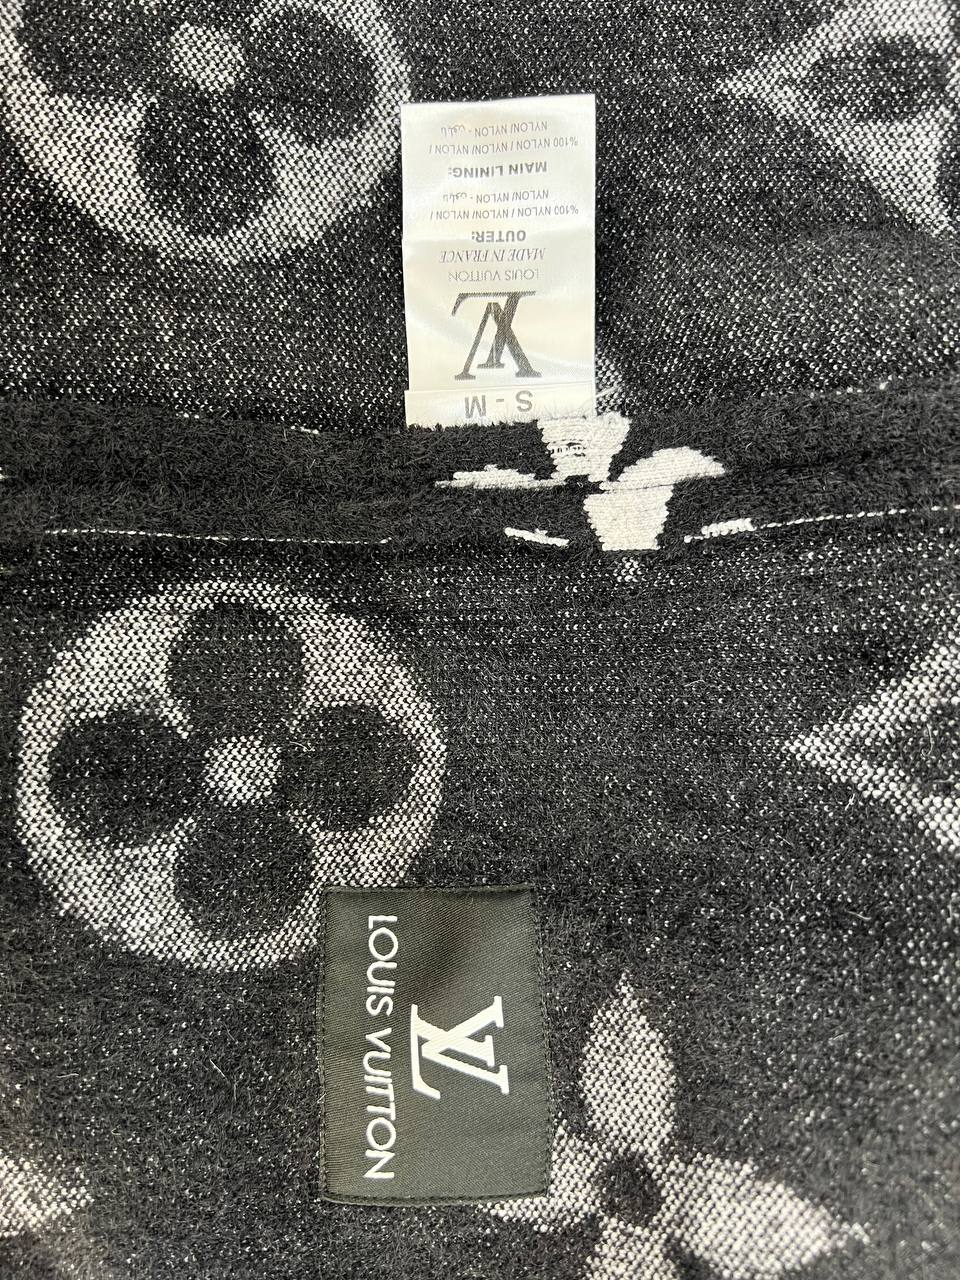 S - M
LV
LOUIS VUITTON
MADE IN FRANCE
OUTER:
%100 NYLON / NYLON/ NYLON /
NYLON/ NYLON -
MAIN LINING:
%100 NYLON / NYLON/ NYLON /
NYLON/ NYLON -
LV
LOUIS VUITTON